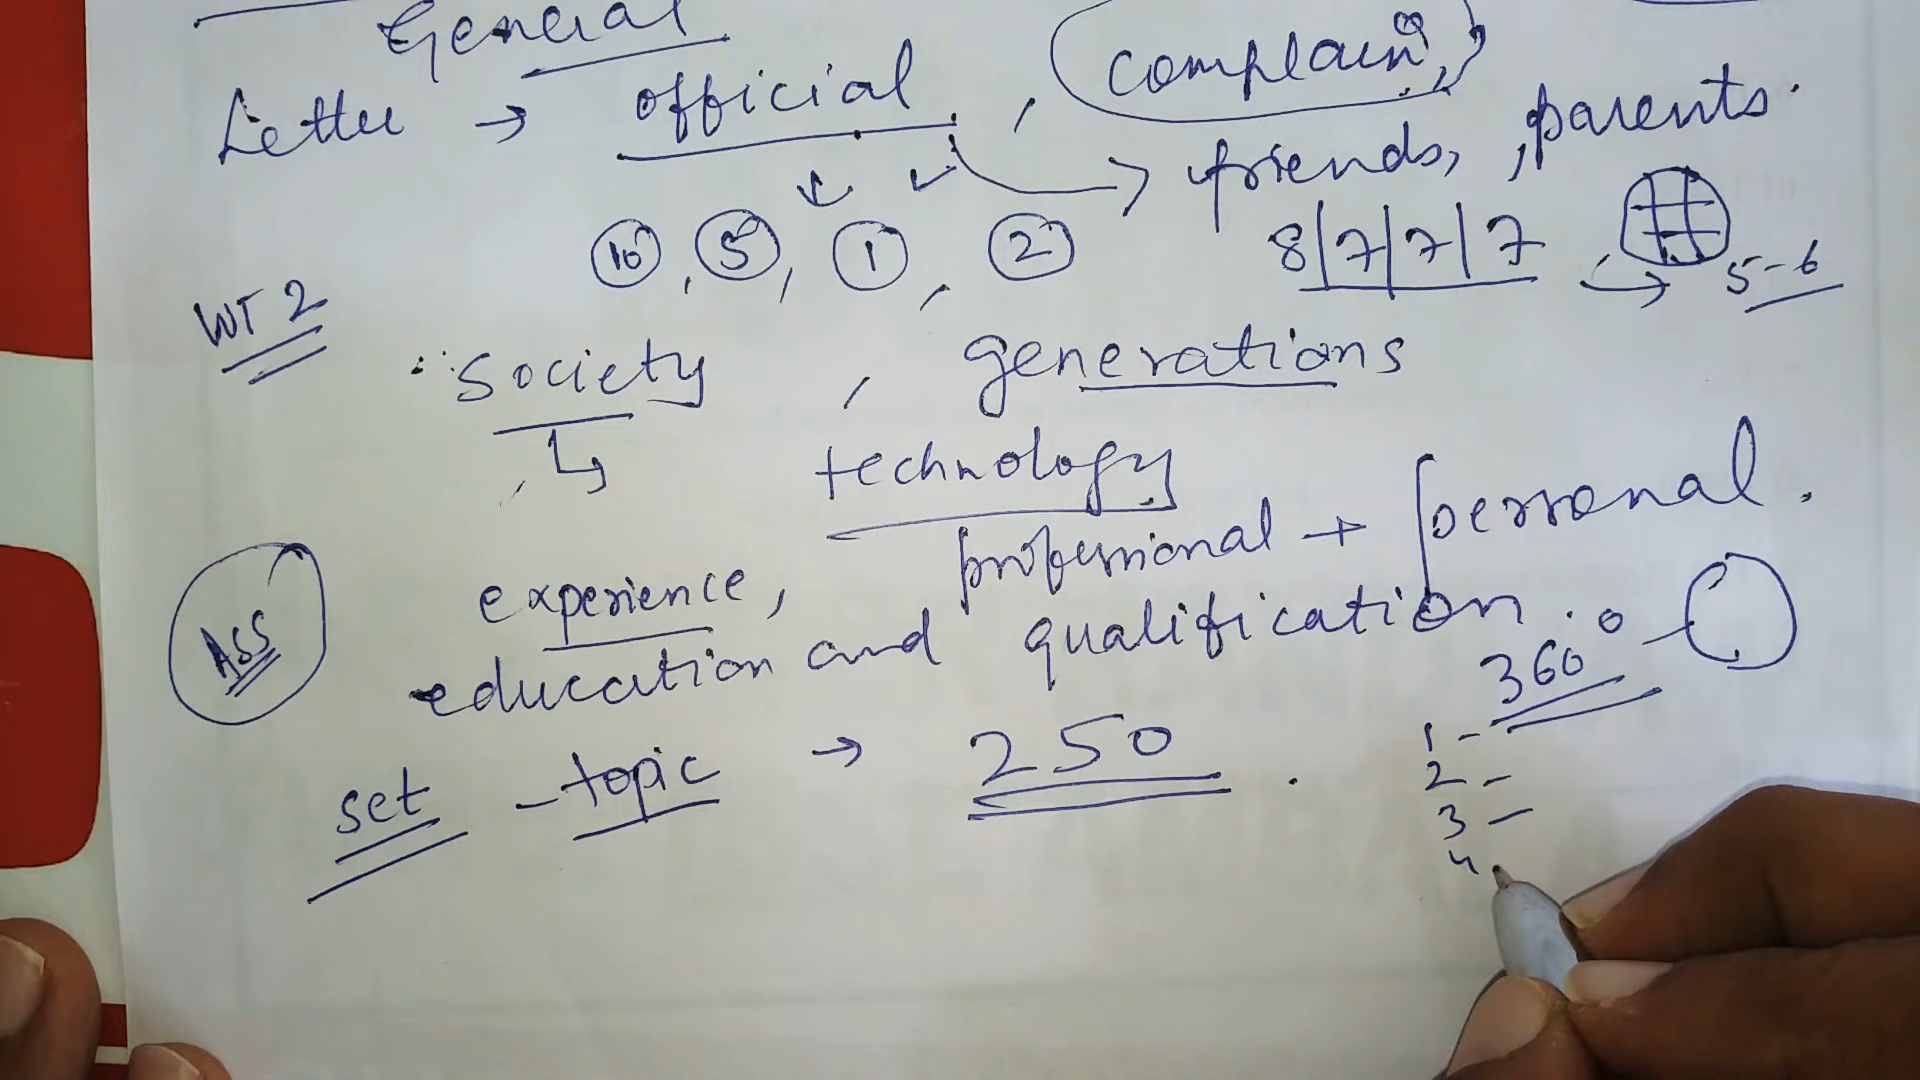 General
Letter → official , complain,
→ friends, , parents.
10 , 5 , 1 , 2 8/7/7/7 → 5-6
WT 2
society , generations
technology
experience, professional + personal.
ASS education and qualification.
360
set - topic → 250 .
1 -
2 -
3 -
4